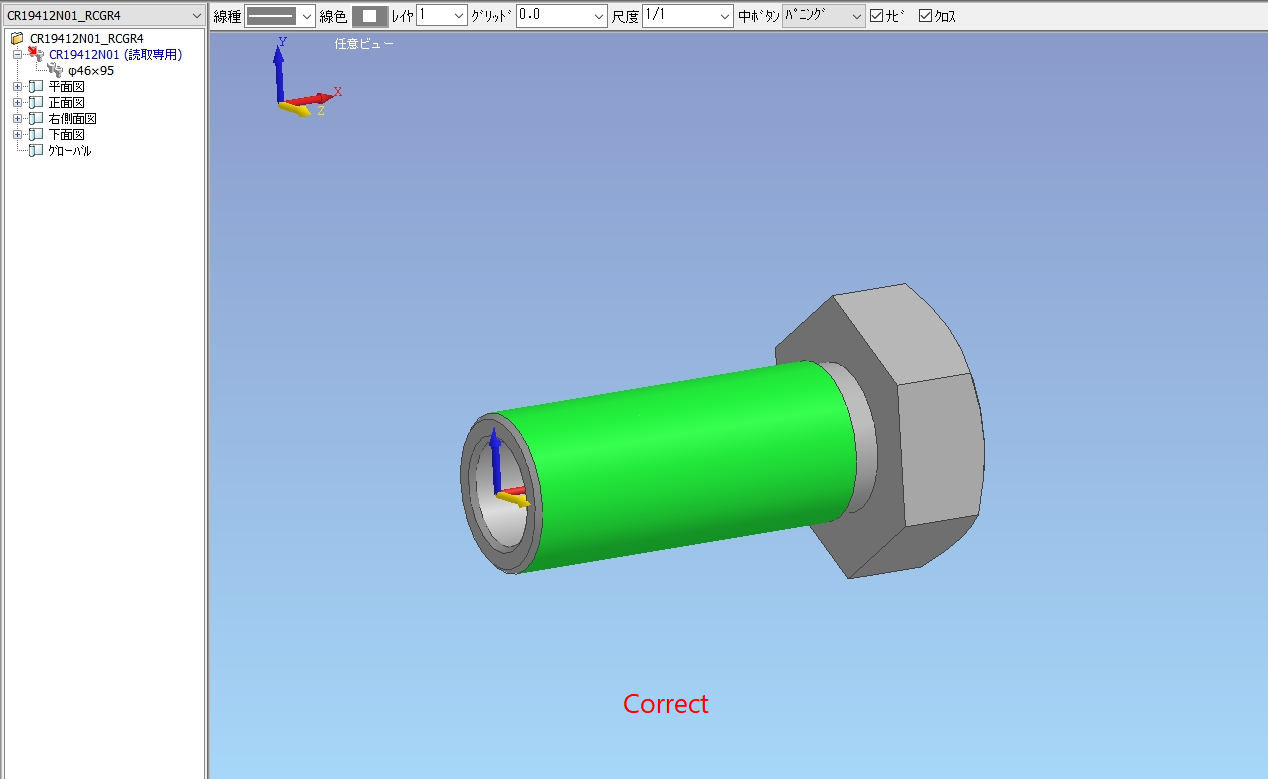 CR19412N01_RCGR4 線種 線色 ﾚｲﾔ 1 ｸﾞﾘｯﾄﾞ 0.0 尺度 1/1 中ﾎﾞﾀﾝ ﾊﾟﾆﾝｸﾞ ﾅﾋﾞ ｸﾛｽ
CR19412N01_RCGR4
CR19412N01 (読取専用)
φ46×95
平面図
正面図
右側面図
下面図
ｸﾞﾛｰﾊﾞﾙ
任意ビュー
Y
X
Z
Correct